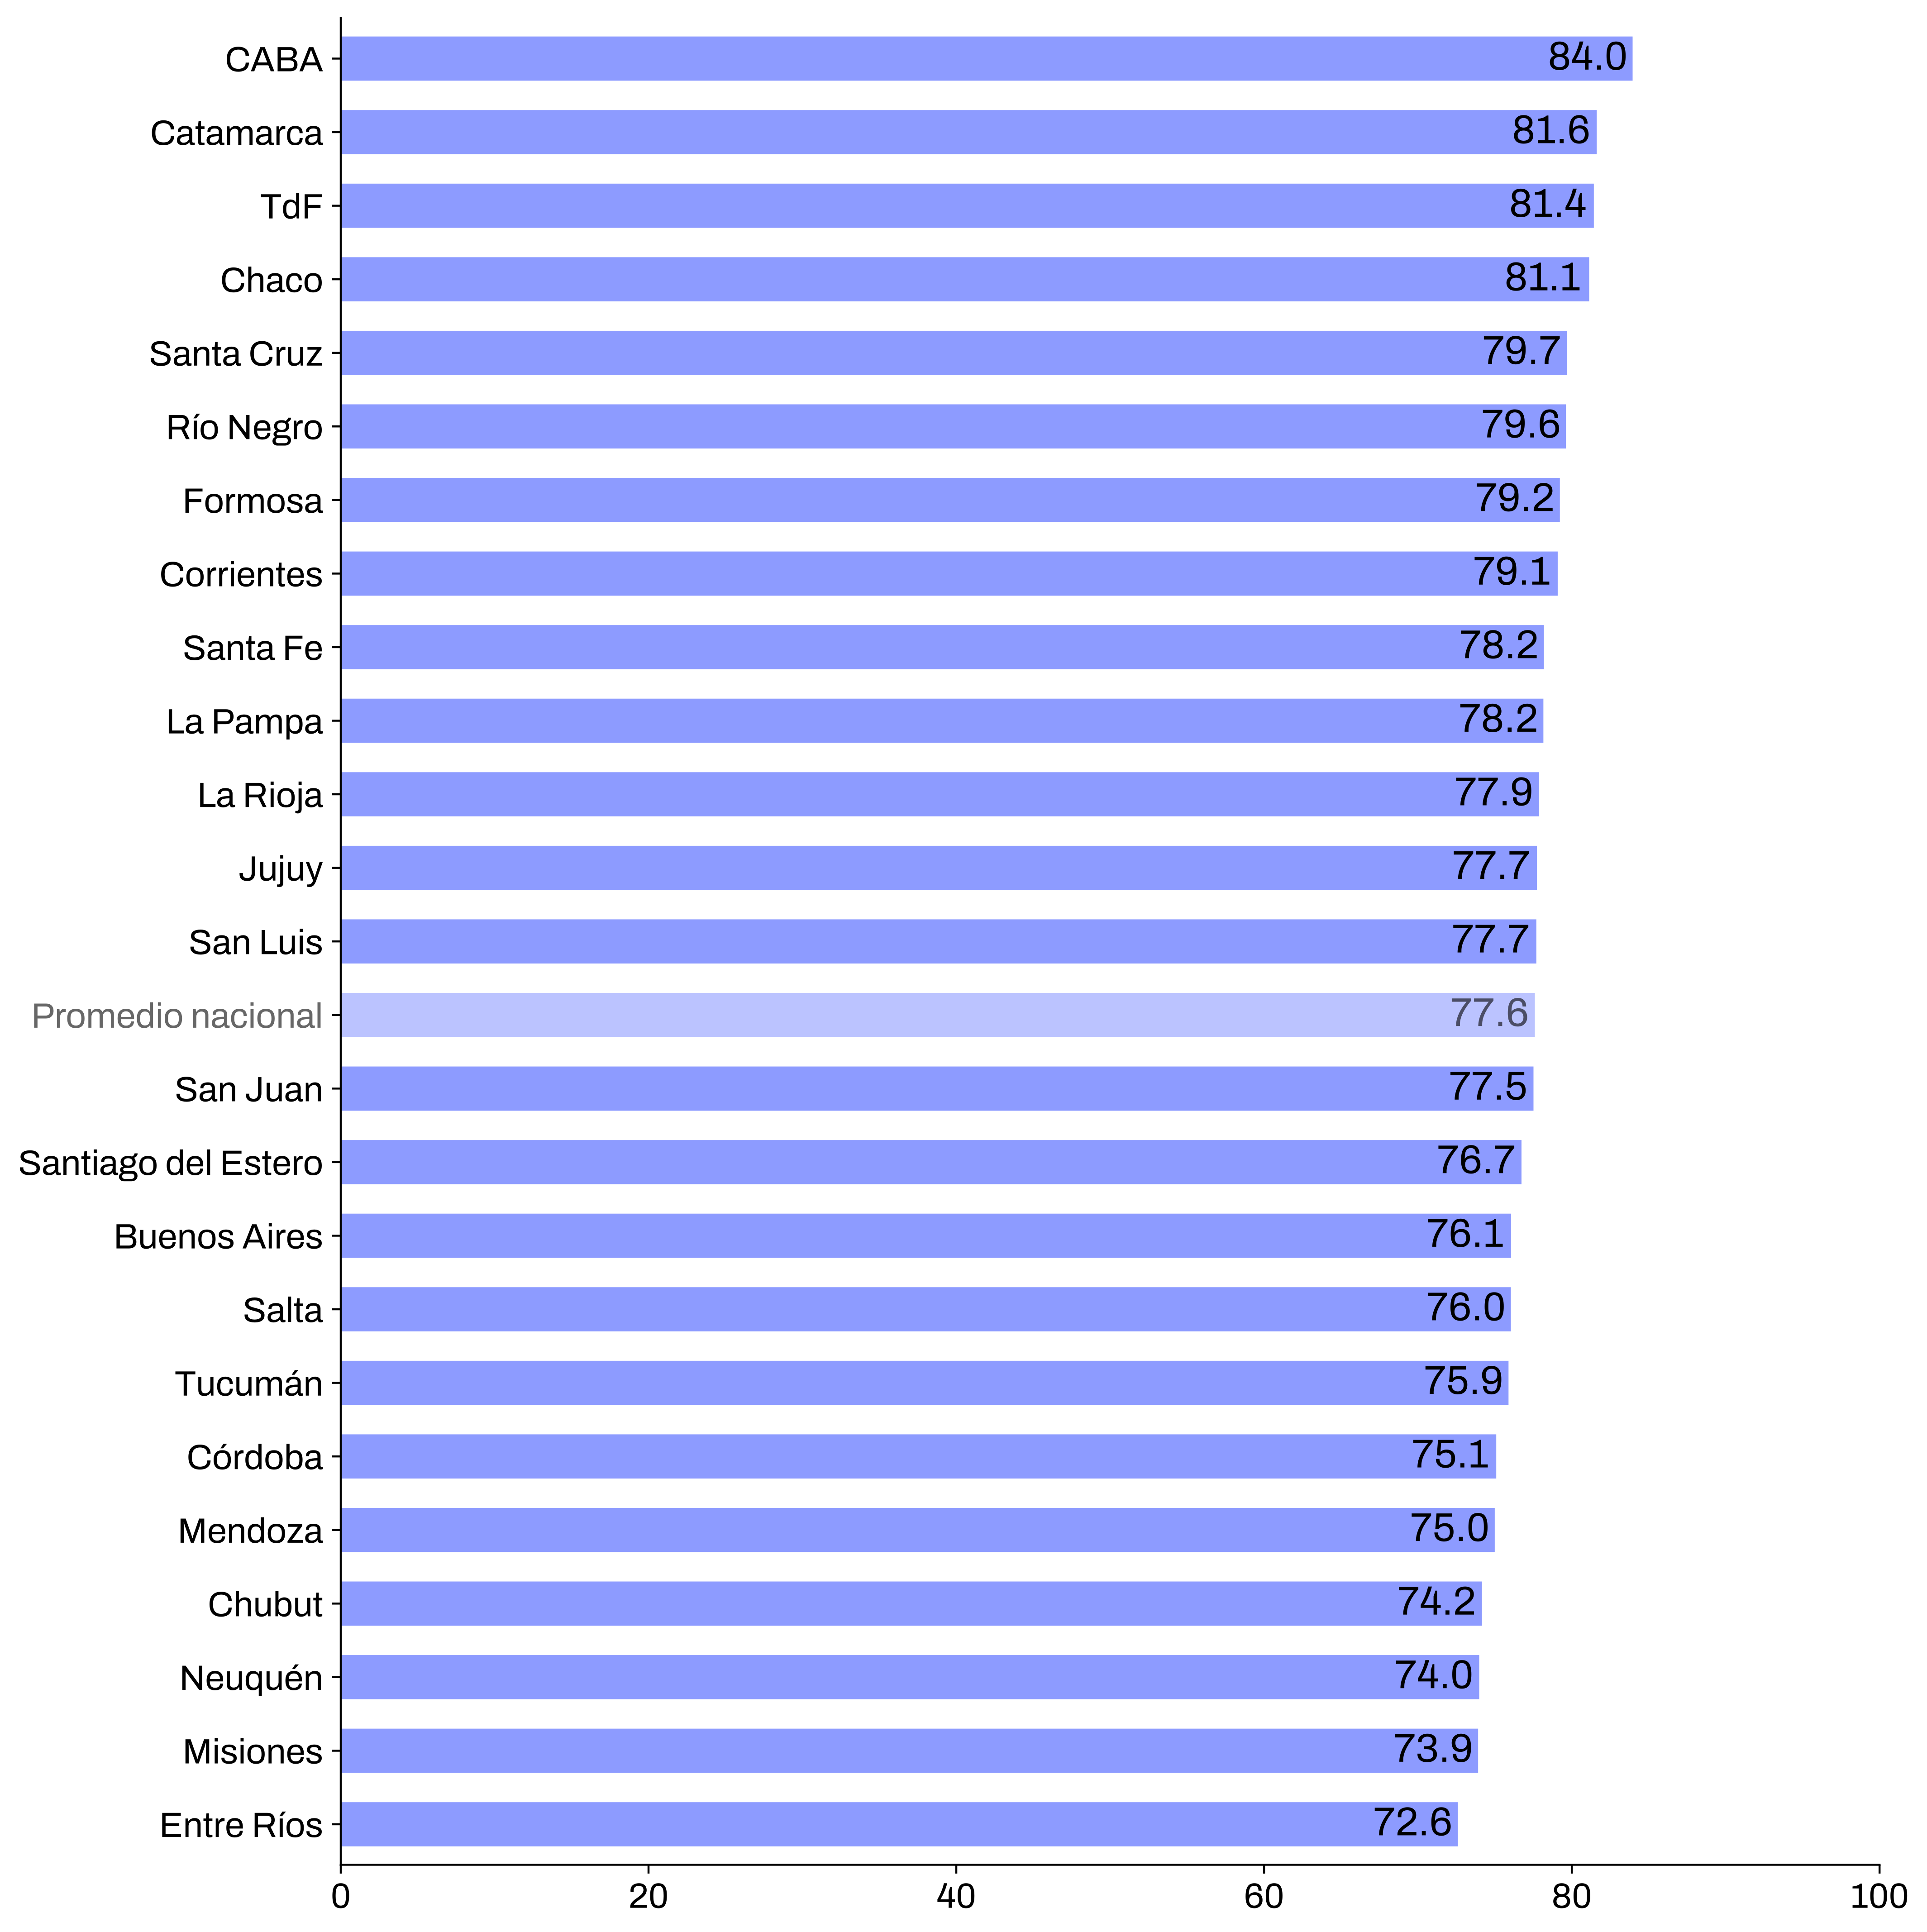 CABA 84.0
Catamarca 81.6
TdF 81.4
Chaco 81.1
Santa Cruz 79.7
Río Negro 79.6
Formosa 79.2
Corrientes 79.1
Santa Fe 78.2
La Pampa 78.2
La Rioja 77.9
Jujuy 77.7
San Luis 77.7
Promedio nacional 77.6
San Juan 77.5
Santiago del Estero 76.7
Buenos Aires 76.1
Salta 76.0
Tucumán 75.9
Córdoba 75.1
Mendoza 75.0
Chubut 74.2
Neuquén 74.0
Misiones 73.9
Entre Ríos 72.6
0 20 40 60 80 100